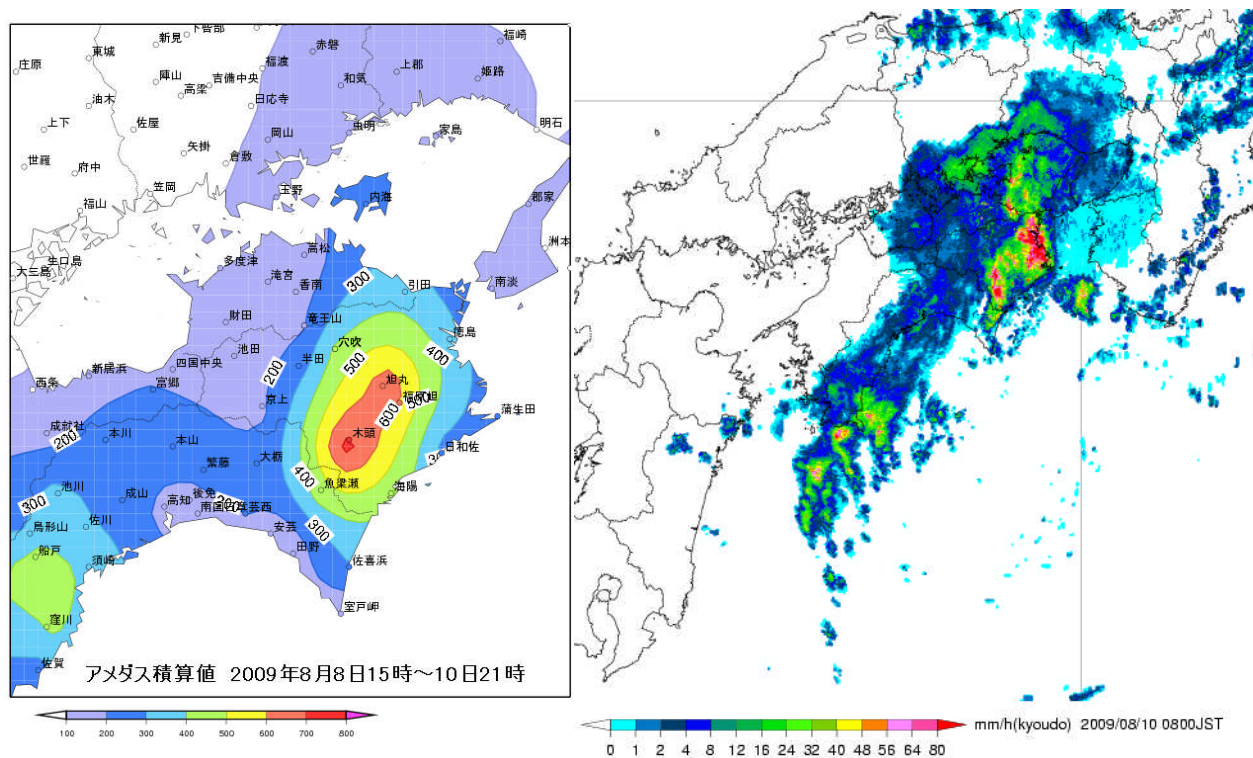 下呰部
新見
東城
庄原
陣山
吉備中央
高梁
福渡
赤磐
和気
上郡
福崎
姫路
油木
日応寺
上下
佐屋
岡山
虫明
家島
明石
世羅
府中
矢掛
倉敷
笠岡
福山
玉野
内海
郡家
生口島
大三島
多度津
高松
洲本
滝宮
香南
300
引田
南淡
財田
竜王山
徳島
穴吹
400
池田
半田
500
四国中央
200
新居浜
西条
富郷
旭丸
福原旭
500
京上
600
蒲生田
成就社
200
本川
本山
木頭
日和佐
繁藤
大栃
400
魚梁瀬
海陽
300
池川
成山
高知
後免
200
鳥形山
佐川
安芸
300
船戸
須崎
田野
佐喜浜
室戸岬
窪川
佐賀
アメダス積算値 2009年8月8日15時～10日21時
100 200 300 400 500 600 700 800
mm/h(kyoudo) 2009/08/10 0800JST
0 1 2 4 8 12 16 24 32 40 48 56 64 80